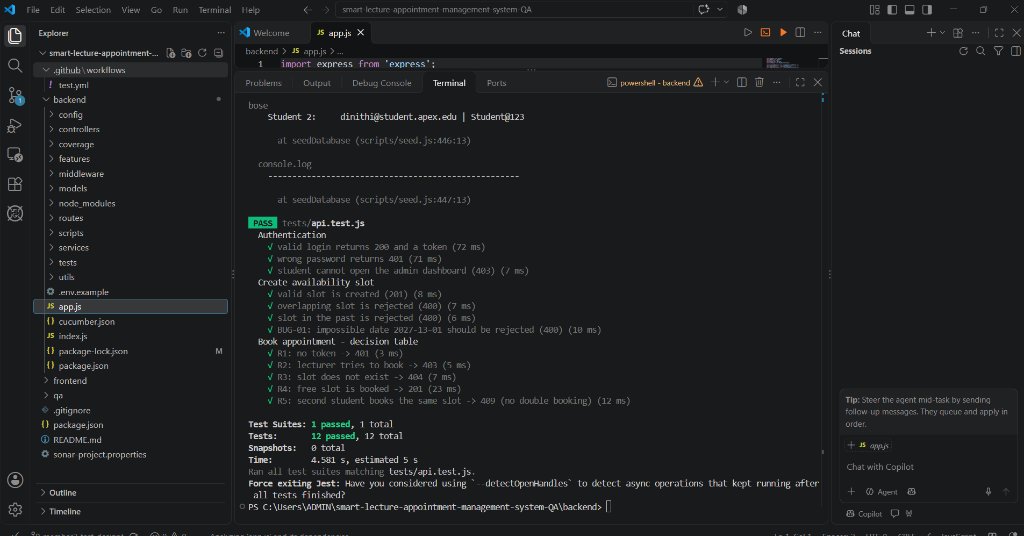 File Edit Selection View Go Run Terminal Help
smart-lecture-appointment-management-system-QA
Explorer
smart-lecture-appointment-...
.github\workflows
test.yml
backend
config
controllers
coverage
features
middleware
models
node_modules
routes
scripts
services
tests
utils
.env.example
JS app.js
{} cucumber.json
JS index.js
{} package-lock.json M
{} package.json
frontend
qa
.gitignore
{} package.json
README.md
sonar-project.properties
Outline
Timeline
Welcome JS app.js
backend > JS app.js > ...
1 import express from 'express';
Problems Output Debug Console Terminal Ports
powershell - backend
bose
Student 2: dinithi@student.apex.edu | Student@123
at seedDatabase (scripts/seed.js:446:13)
console.log
----------------------------------------------------
at seedDatabase (scripts/seed.js:447:13)
PASS tests/api.test.js
Authentication
√ valid login returns 200 and a token (72 ms)
√ wrong password returns 401 (71 ms)
√ student cannot open the admin dashboard (403) (7 ms)
Create availability slot
√ valid slot is created (201) (8 ms)
√ overlapping slot is rejected (400) (7 ms)
√ slot in the past is rejected (400) (6 ms)
√ BUG-01: impossible date 2027-13-01 should be rejected (400) (10 ms)
Book appointment - decision table
√ R1: no token -> 401 (3 ms)
√ R2: lecturer tries to book -> 403 (5 ms)
√ R3: slot does not exist -> 404 (7 ms)
√ R4: free slot is booked -> 201 (23 ms)
√ R5: second student books the same slot -> 409 (no double booking) (12 ms)
Test Suites: 1 passed, 1 total
Tests: 12 passed, 12 total
Snapshots: 0 total
Time: 4.581 s, estimated 5 s
Ran all test suites matching tests/api.test.js.
Force exiting Jest: Have you considered using `--detectOpenHandles` to detect async operations that kept running after
all tests finished?
PS C:\Users\ADMIN\smart-lecture-appointment-management-system-QA\backend>
Chat
Sessions
Tip: Steer the agent mid-task by sending
follow-up messages. They queue and apply in
order.
JS app.js
Chat with Copilot
Agent
Copilot